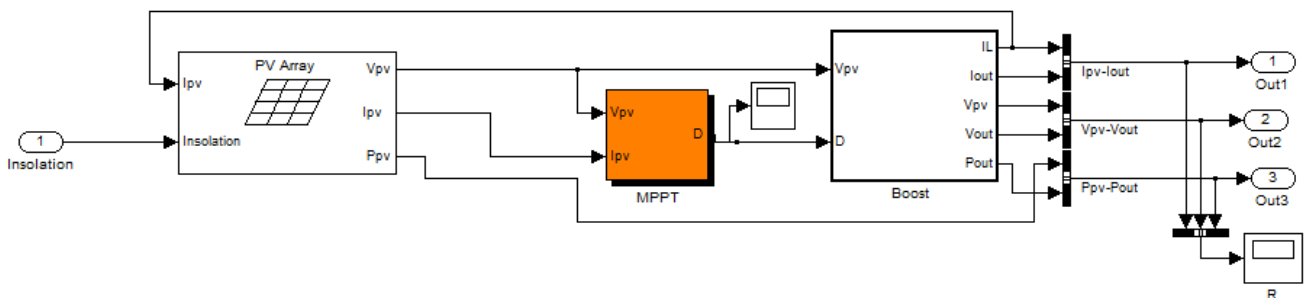 PV Array
Ipv
Insolation
Vpv
Ipv
Ppv
1
Insolation
Vpv
Ipv
D
MPPT
Vpv
D
IL
Iout
Vpv
Vout
Pout
Boost
Ipv-Iout
Vpv-Vout
Ppv-Pout
1
Out1
2
Out2
3
Out3
R